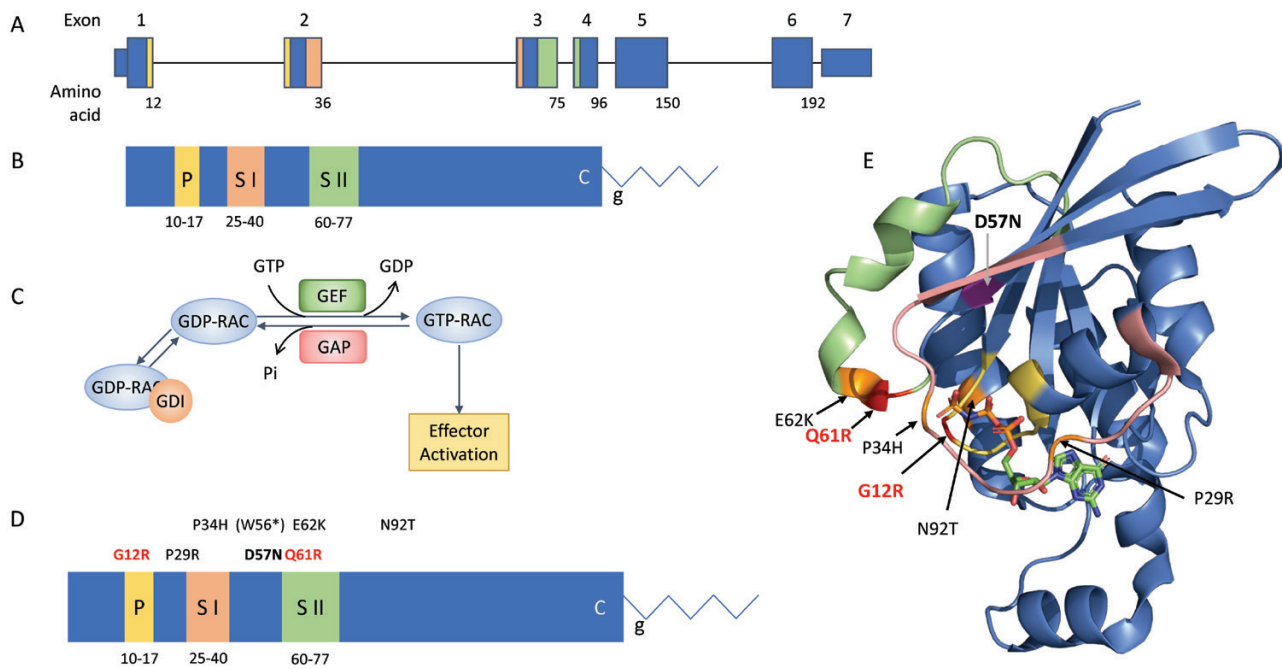 A
Exon 1 2 3 4 5 6 7
Amino
acid
12 36 75 96 150 192
B
P S I S II C
g
10-17 25-40 60-77
C
GTP GDP
GEF
GDP-RAC GTP-RAC
GAP
Pi
GDP-RAC
GDI
Effector
Activation
D
P34H (W56*) E62K N92T
G12R P29R D57N Q61R
P S I S II C
g
10-17 25-40 60-77
E
D57N
E62K
Q61R
P34H
G12R
N92T
P29R